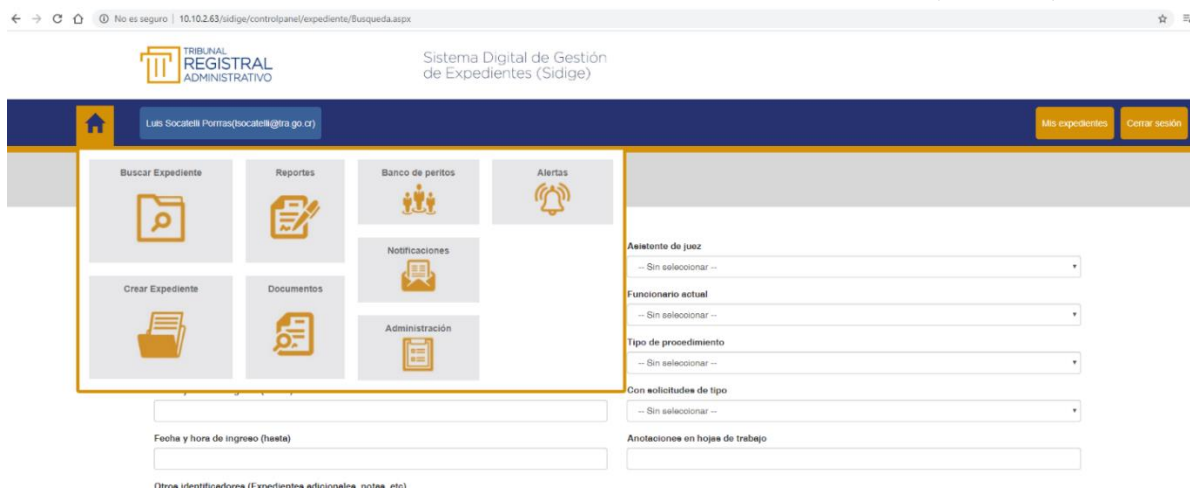 No es seguro | 10.10.2.63/sidige/controlpanel/expediente/Busqueda.aspx
TRIBUNAL
REGISTRAL
ADMINISTRATIVO
Sistema Digital de Gestión
de Expedientes (Sidige)
Luis Socatelli Porrras(lsocatelli@tra.go.cr)
Mis expedientes
Cerrar sesión
Buscar Expediente
Reportes
Banco de peritos
Alertas
Notificaciones
Crear Expediente
Documentos
Administración
Asistente de juez
-- Sin seleccionar --
Funcionario actual
-- Sin seleccionar --
Tipo de procedimiento
-- Sin seleccionar --
Con solicitudes de tipo
-- Sin seleccionar --
Fecha y hora de ingreso (hasta)
Anotaciones en hojas de trabajo
Otros identificadores (Expedientes adicionales, notas, etc)